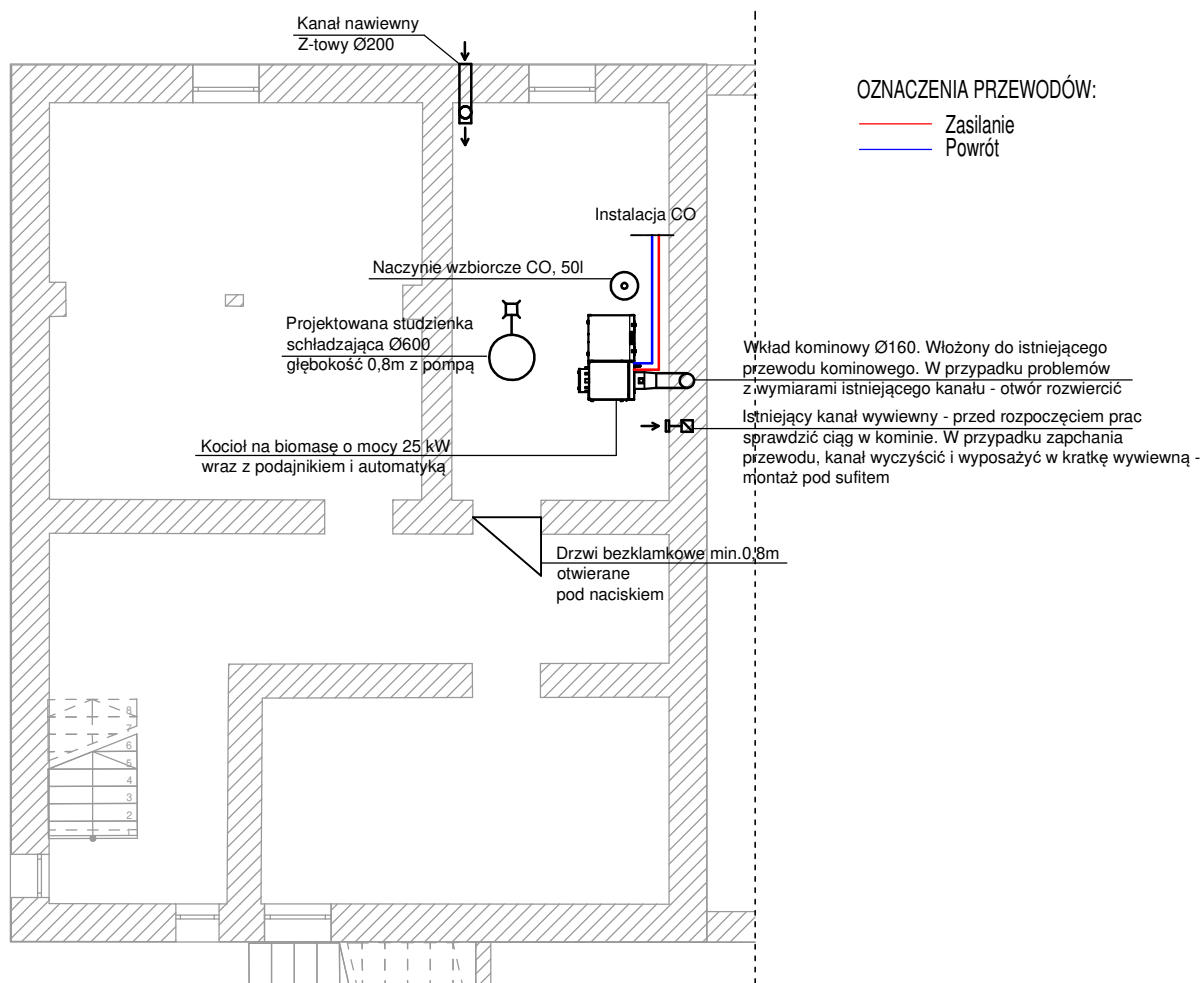 Kanał nawiewny
Z-towy Ø200
OZNACZENIA PRZEWODÓW:
Zasilanie
Powrót
Instalacja CO
Naczynie wzbiorcze CO, 50l
Projektowana studzienka
schładzająca Ø600
głębokość 0,8m z pompą
Wkład kominowy Ø160. Włożony do istniejącego
przewodu kominowego. W przypadku problemów
z wymiarami istniejącego kanału - otwór rozwiercić
Istniejący kanał wywiewny - przed rozpoczęciem prac
sprawdzić ciąg w kominie. W przypadku zapchania
przewodu, kanał wyczyścić i wyposażyć w kratkę wywiewną -
montaż pod sufitem
Kocioł na biomasę o mocy 25 kW
wraz z podajnikiem i automatyką
Drzwi bezklamkowe min.0,8m
otwierane
pod naciskiem
8
7
6
5
4
3
2
1